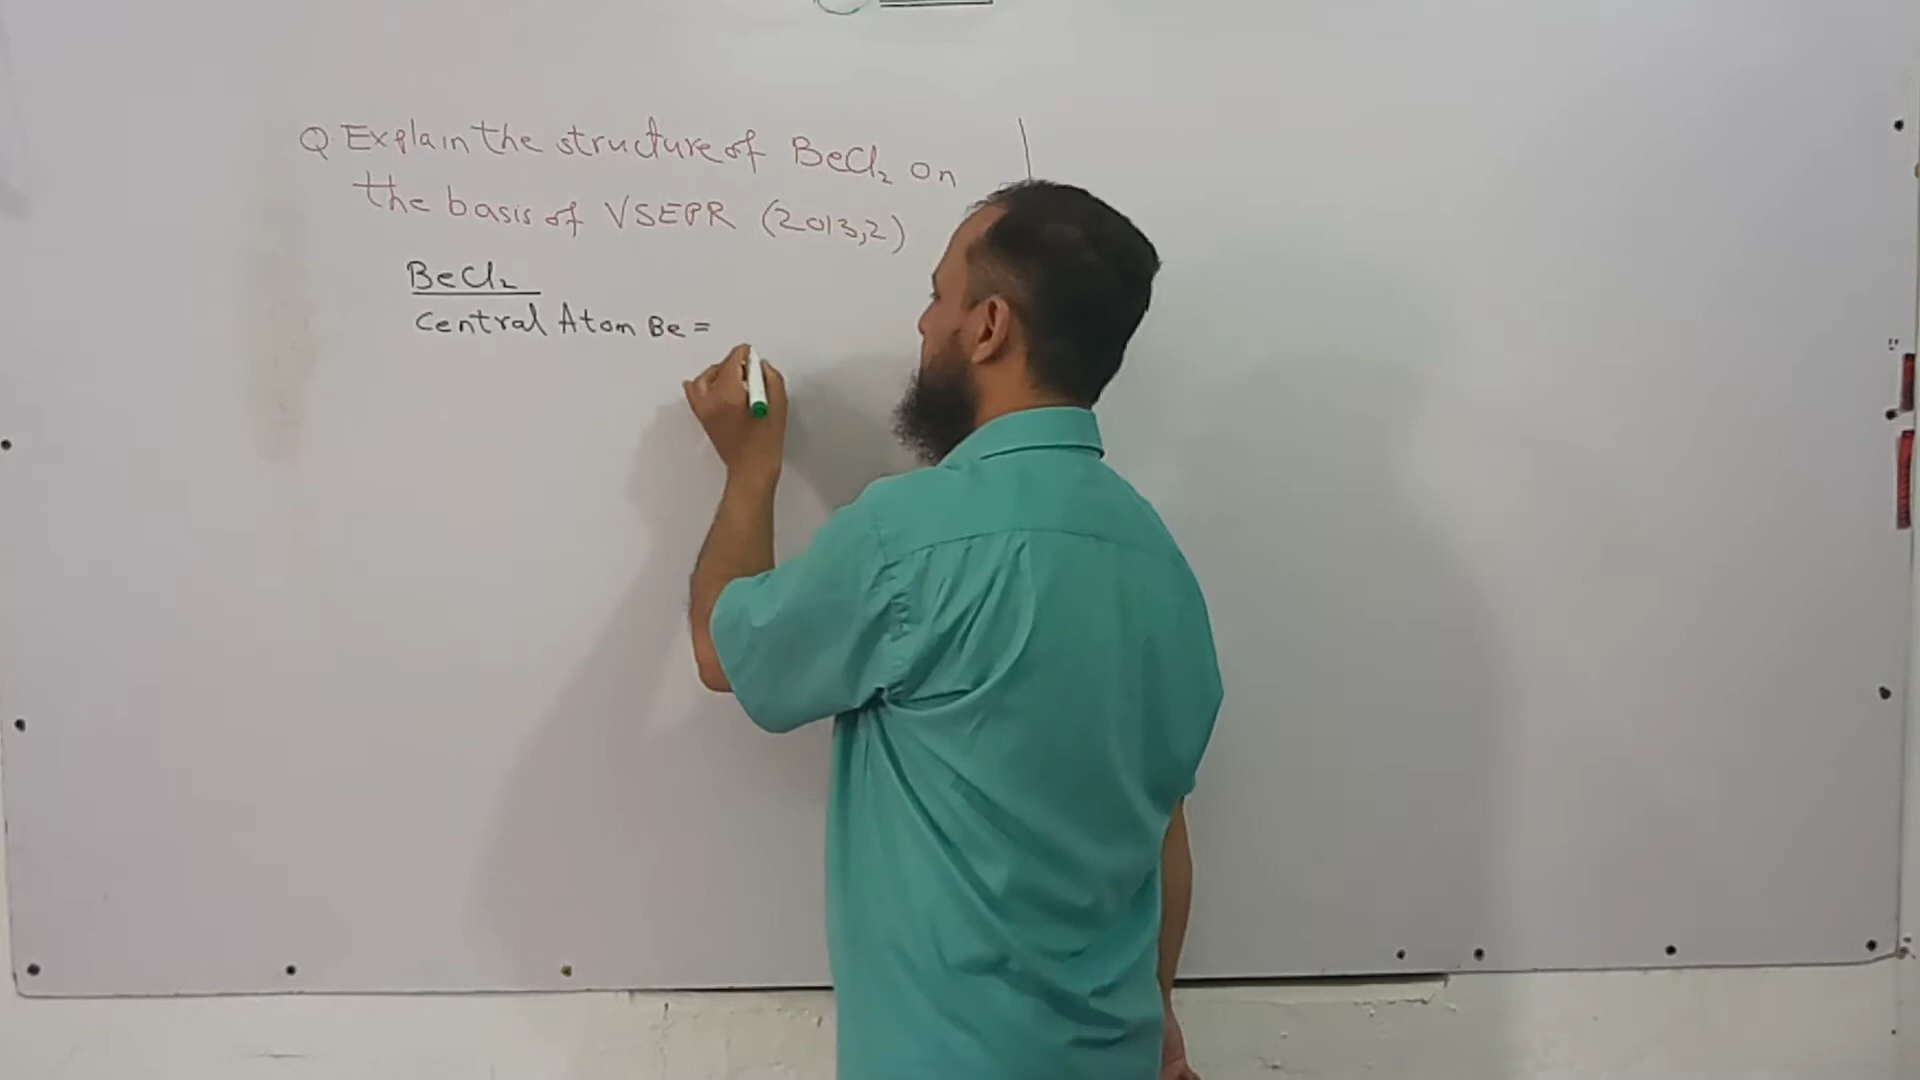 Q. Explain the structure of BeCl₂ on
the basis of VSEPR (2013,2)
BeCl₂
Central Atom Be =